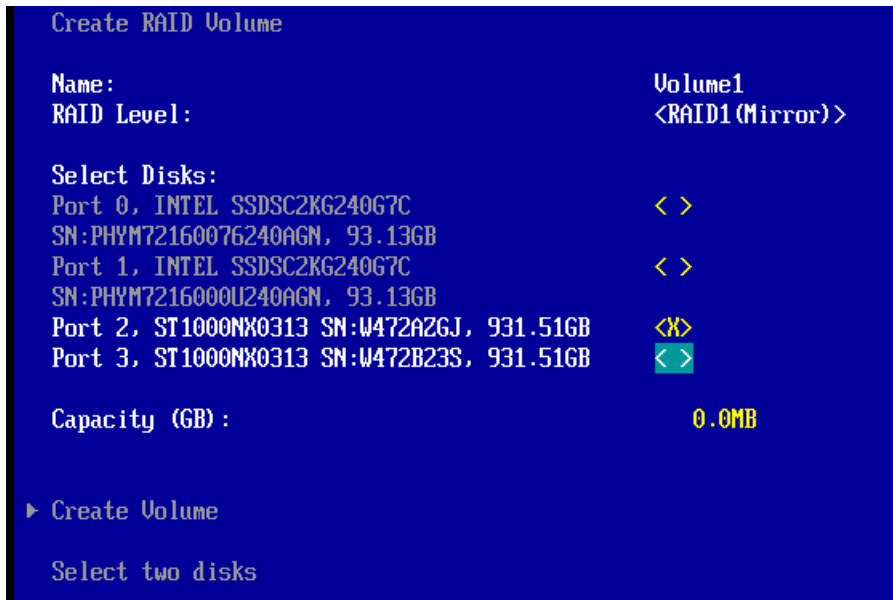 Create RAID Volume
Name: Volume1
RAID Level: <RAID1(Mirror)>
Select Disks:
Port 0, INTEL SSDSC2KG240G7C < >
SN:PHYM72160076240AGN, 93.13GB
Port 1, INTEL SSDSC2KG240G7C < >
SN:PHYM7216000U240AGN, 93.13GB
Port 2, ST1000NX0313 SN:W472AZGJ, 931.51GB <X>
Port 3, ST1000NX0313 SN:W472B23S, 931.51GB < >
Capacity (GB): 0.0MB
Create Volume
Select two disks